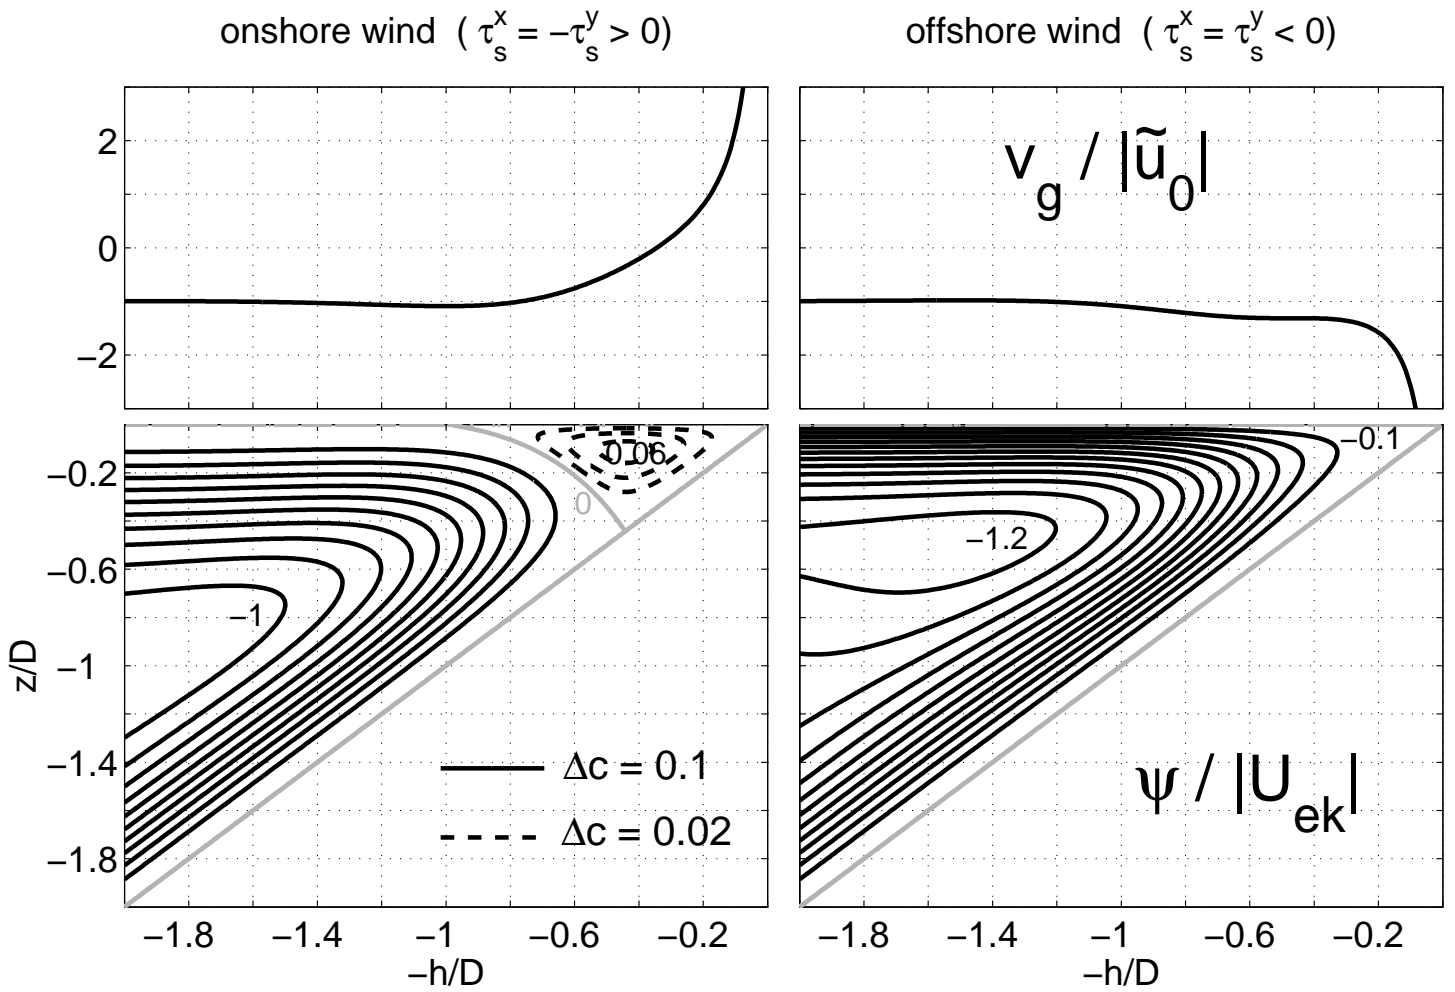 onshore wind ( τ_s^x = −τ_s^y > 0)
offshore wind ( τ_s^x = τ_s^y < 0)
2
0
−2
v_g / |ũ_0|
−0.2
−0.6
−1
−1.4
−1.8
z/D
0.06
0
−1
Δc = 0.1
Δc = 0.02
−0.1
−1.2
ψ / |U_ek|
−1.8 −1.4 −1 −0.6 −0.2
−h/D
−1.8 −1.4 −1 −0.6 −0.2
−h/D